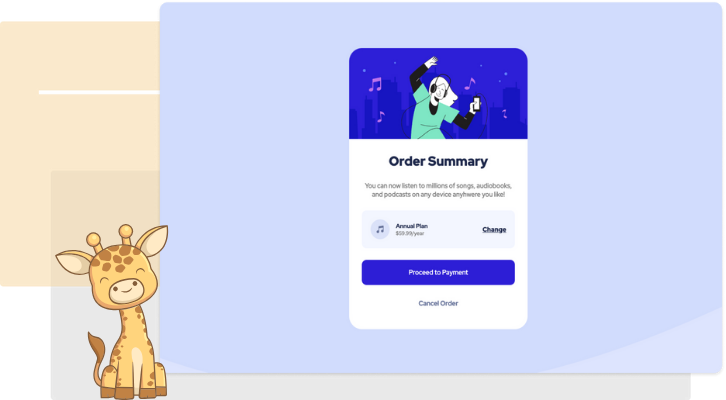 Order Summary
You can now listen to millions of songs, audiobooks,
and podcasts on any device anyhwere you like!
Annual Plan
$59.99/year
Change
Proceed to Payment
Cancel Order